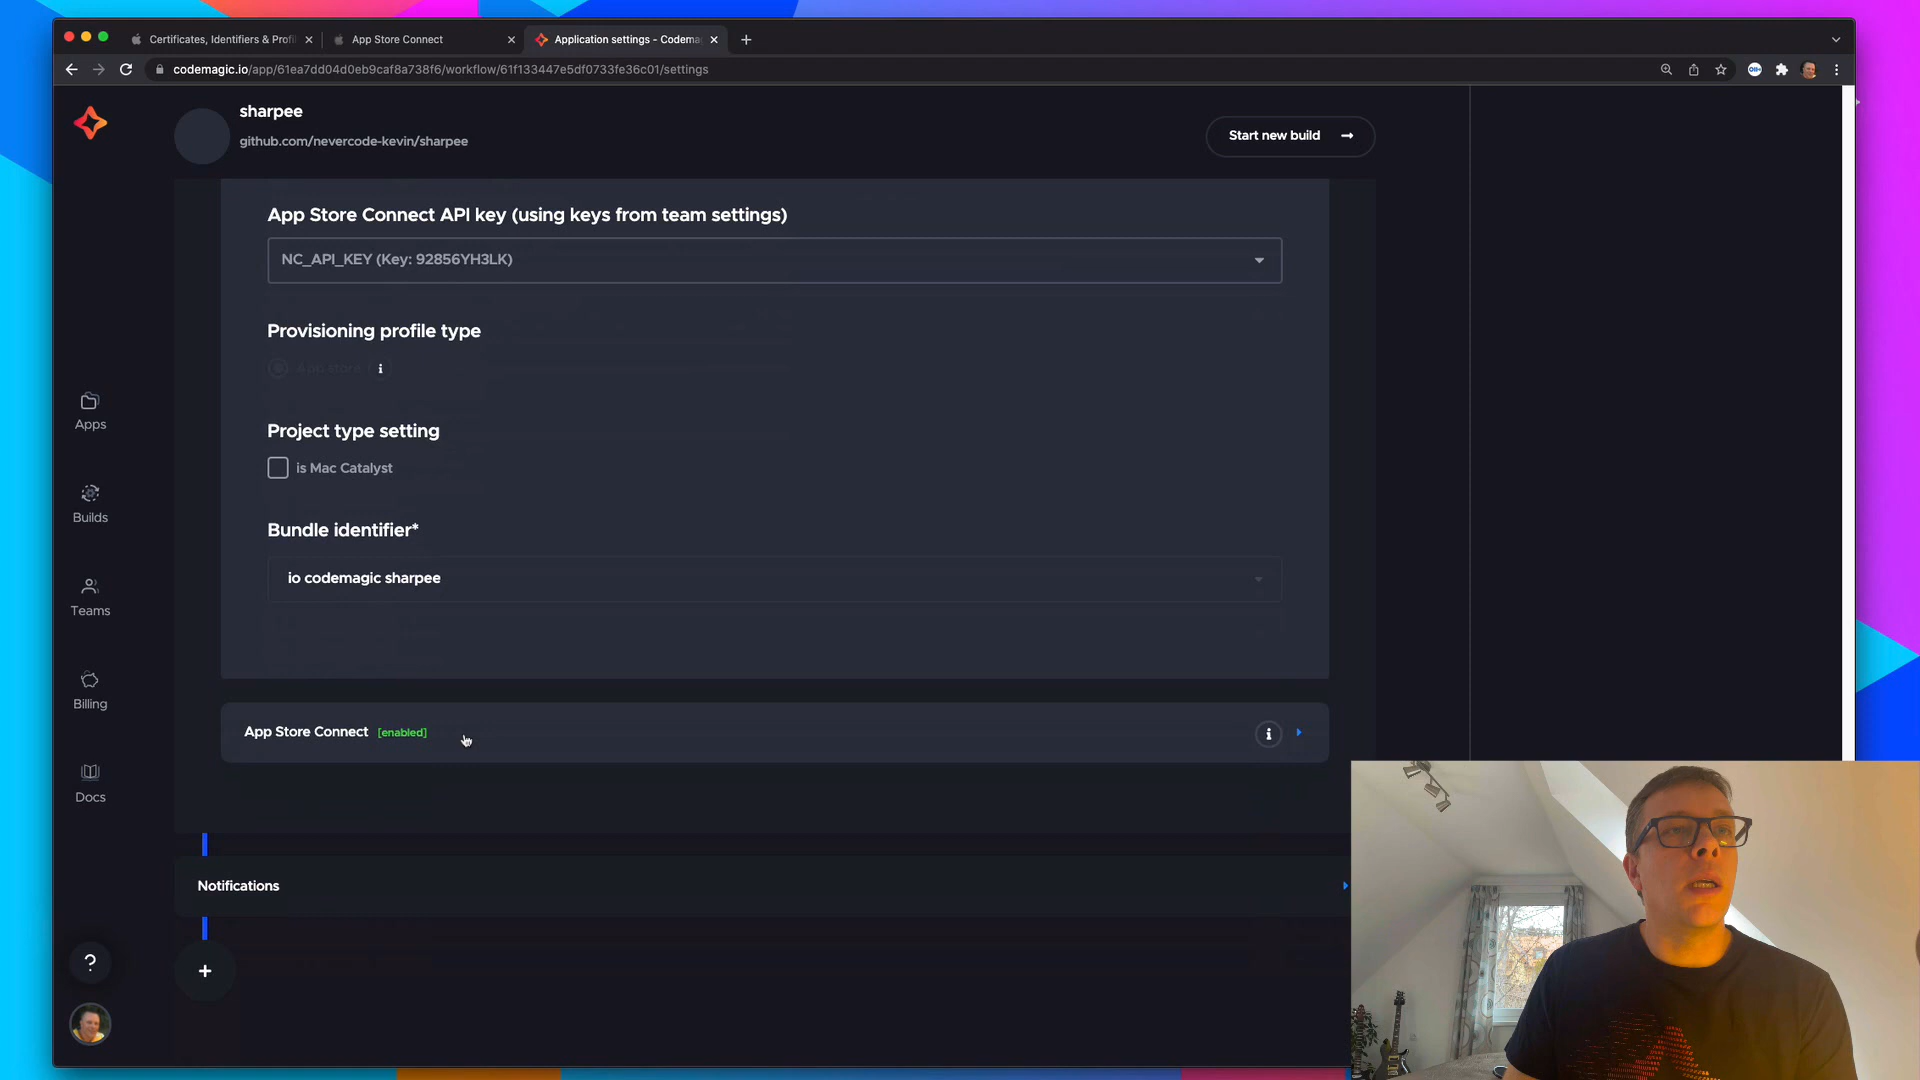 Certificates, Identifiers & Profi
App Store Connect
Application settings - Codema
codemagic.io/app/61ea7dd04d0eb9caf8a738f6/workflow/61f133447e5df0733fe36c01/settings
sharpee
github.com/nevercode-kevin/sharpee
Start new build
App Store Connect API key (using keys from team settings)
NC_API_KEY (Key: 92856YH3LK)
Provisioning profile type
App store
Project type setting
is Mac Catalyst
Bundle identifier*
io codemagic sharpee
App Store Connect [enabled]
Notifications
Apps
Builds
Teams
Billing
Docs